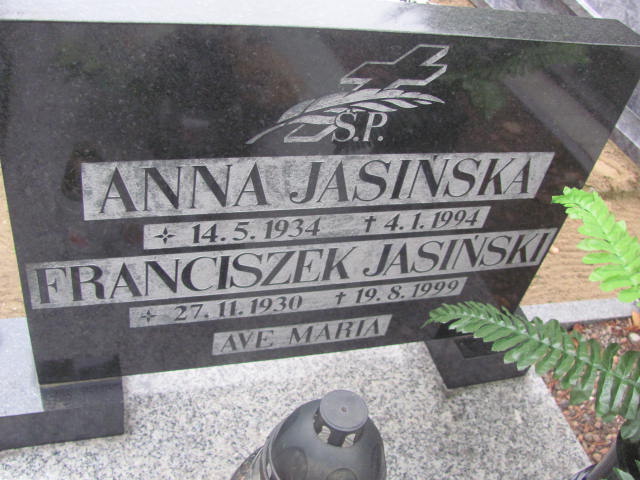 Ś.P.
ANNA JASIŃSKA
14.5.1934 † 4.1.1994
FRANCISZEK JASIŃSKI
27.11.1930 † 19.8.1999
AVE MARIA